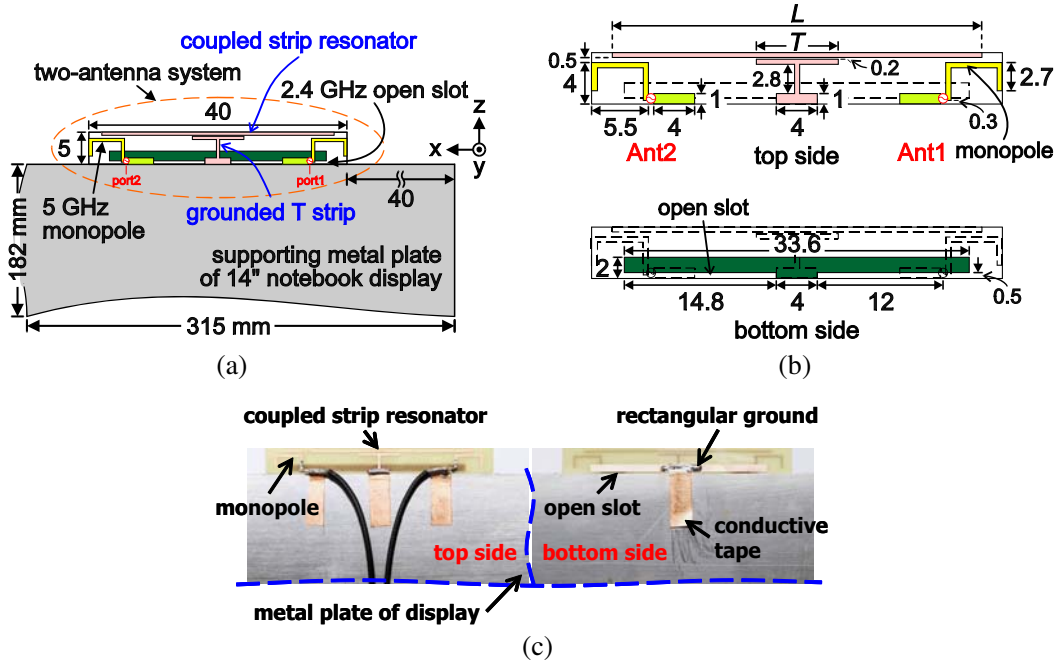 coupled strip resonator
two-antenna system
2.4 GHz open slot
40
5
z
x
y
port2
port1
40
5 GHz
monopole
grounded T strip
182 mm
supporting metal plate
of 14" notebook display
315 mm
(a)
L
T
0.5
4
2.8
0.2
2.7
1
1
0.3
5.5
4
4
Ant2
Ant1
monopole
top side
open slot
33.6
2
0.5
14.8
4
12
bottom side
(b)
coupled strip resonator
rectangular ground
monopole
open slot
conductive
tape
top side
bottom side
metal plate of display
(c)